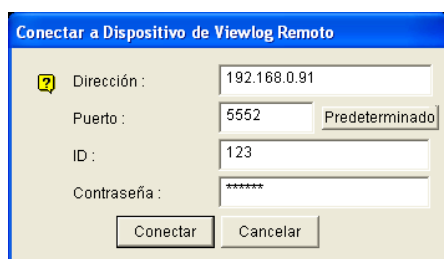 Conectar a Dispositivo de Viewlog Remoto
Dirección : 192.168.0.91
Puerto : 5552 Predeterminado
ID : 123
Contraseña : ******
Conectar Cancelar